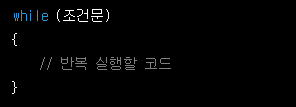 while (조건문)
{
    // 반복 실행할 코드
}